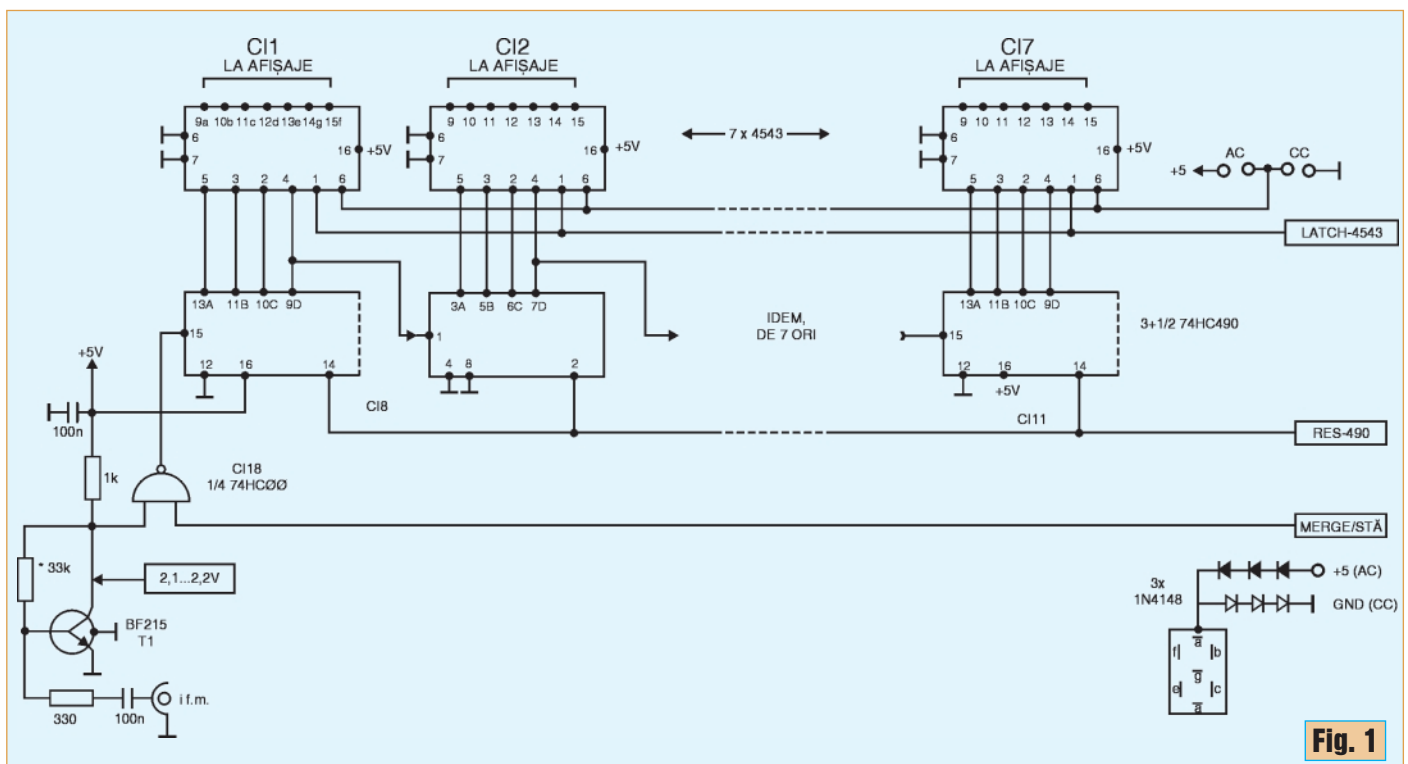 CI1
LA AFIȘAJE
CI2
LA AFIȘAJE
CI7
LA AFIȘAJE
9a 10b 11c 12d 13e 14g 15f
6
7
16 +5V
5 3 2 4 1 6
9 10 11 12 13 14 15
6
7
16 +5V
5 3 2 4 1 6
7 x 4543
9 10 11 12 13 14 15
6
7
16 +5V
5 3 2 4 1 6
AC CC
+5
LATCH-4543
13A 11B 10C 9D
15
12 16 14
CI8
3A 5B 6C 7D
1
4 8 2
IDEM,
DE 7 ORI
13A 11B 10C 9D
15
12 16 14
+5V
CI11
3+1/2 74HC490
RES-490
+5V
100n
1k
CI18
1/4 74HCØØ
MERGE/STĂ
* 33k
2,1...2,2V
BF215
T1
330
100n
i f.m.
3x
1N4148
+5 (AC)
GND (CC)
a
f b
g
e c
a
Fig. 1